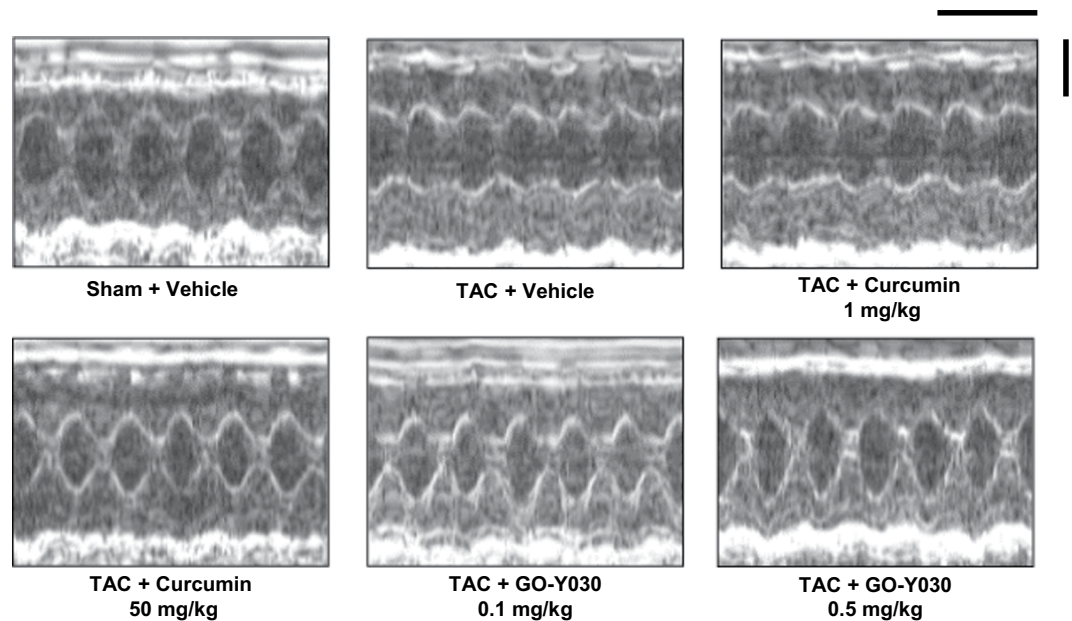 Sham + Vehicle
TAC + Vehicle
TAC + Curcumin
1 mg/kg
TAC + Curcumin
50 mg/kg
TAC + GO-Y030
0.1 mg/kg
TAC + GO-Y030
0.5 mg/kg